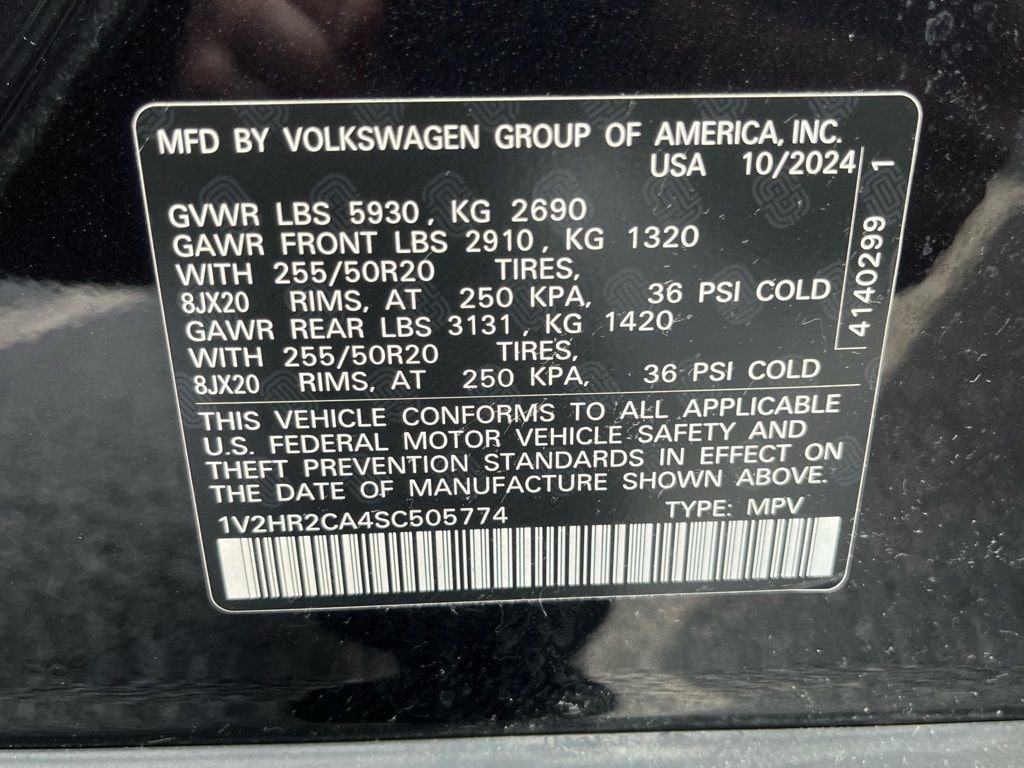 MFD BY VOLKSWAGEN GROUP OF AMERICA, INC.
USA 10/2024
GVWR LBS 5930, KG 2690
GAWR FRONT LBS 2910, KG 1320
WITH 255/50R20 TIRES,
8JX20 RIMS, AT 250 KPA, 36 PSI COLD
GAWR REAR LBS 3131, KG 1420
WITH 255/50R20 TIRES,
8JX20 RIMS, AT 250 KPA, 36 PSI COLD
THIS VEHICLE CONFORMS TO ALL APPLICABLE
U.S. FEDERAL MOTOR VEHICLE SAFETY AND
THEFT PREVENTION STANDARDS IN EFFECT ON
THE DATE OF MANUFACTURE SHOWN ABOVE.
1V2HR2CA4SC505774 TYPE: MPV
4140299 1